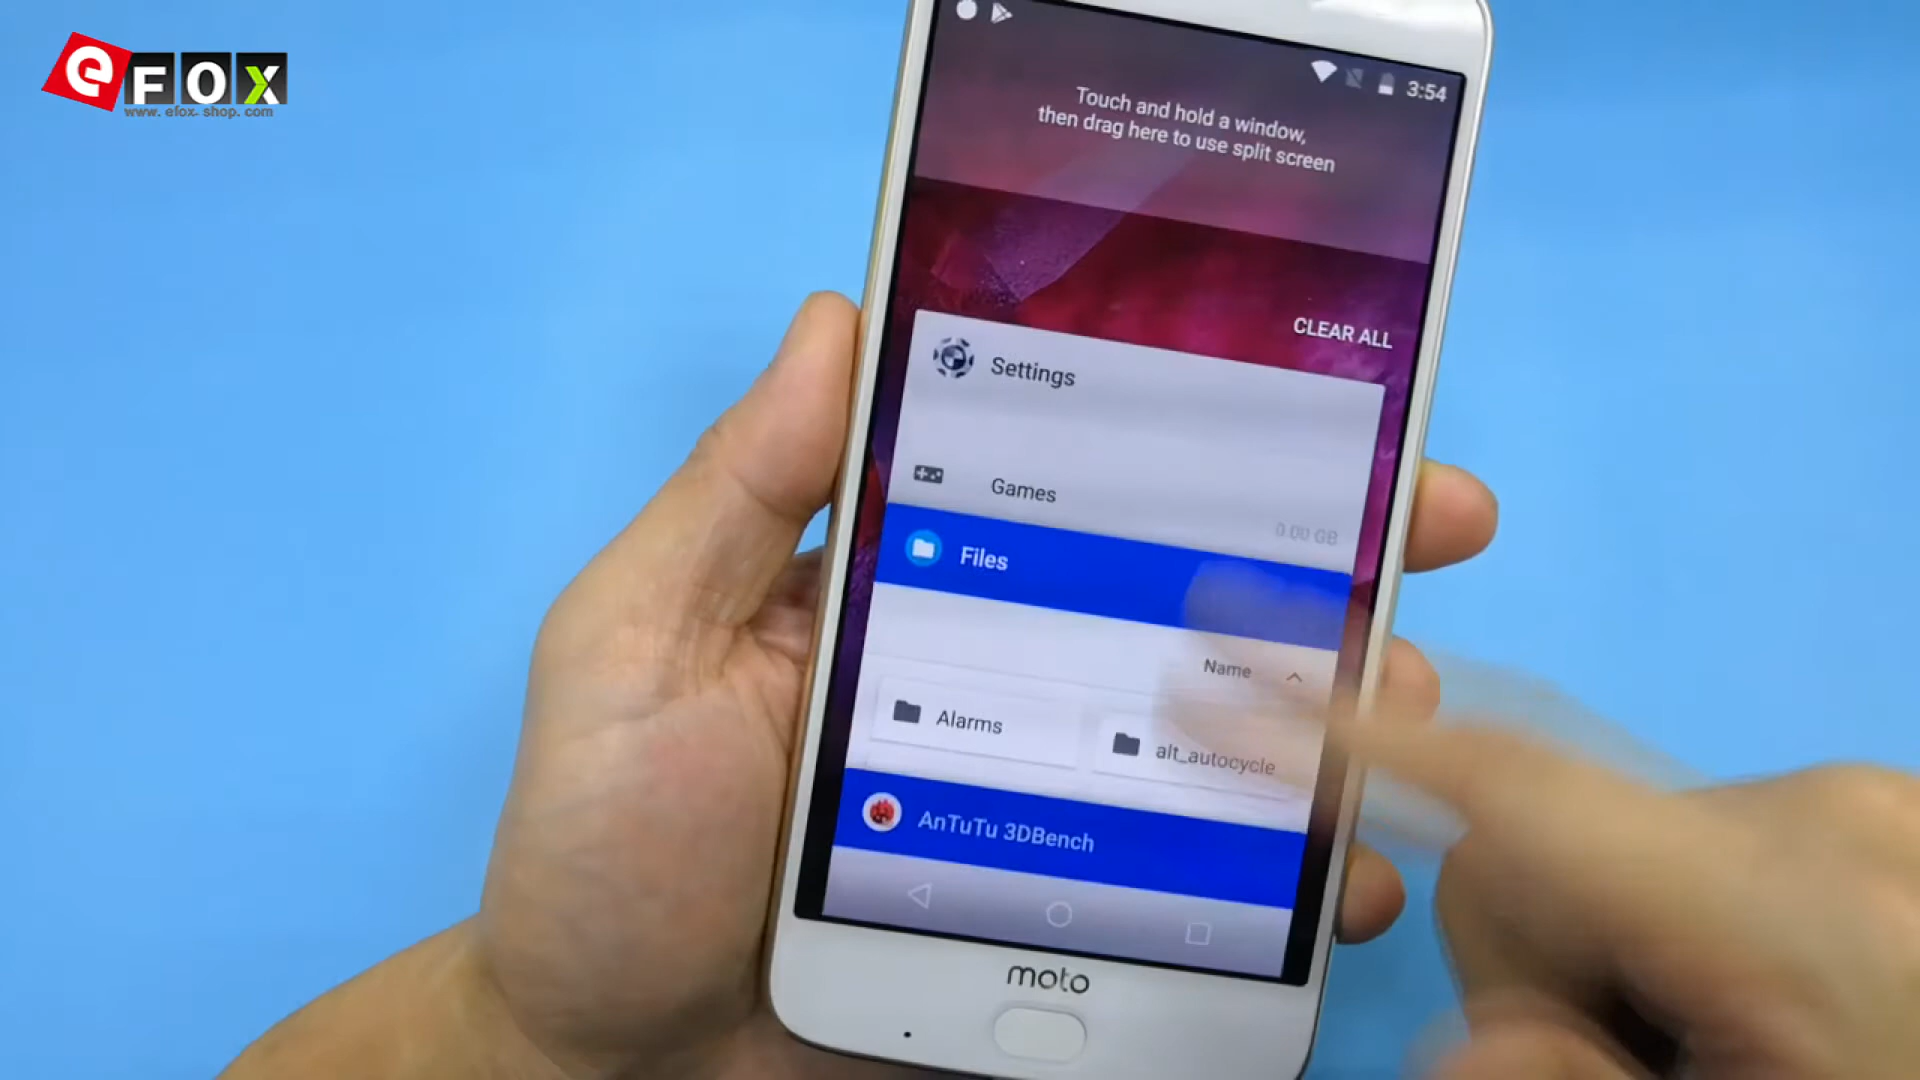 eFOX
www. efox- shop. com
3:54
Touch and hold a window,
then drag here to use split screen
CLEAR ALL
Settings
Games
0.00 GB
Files
Name
Alarms
alt_autocycle
AnTuTu 3DBench
moto